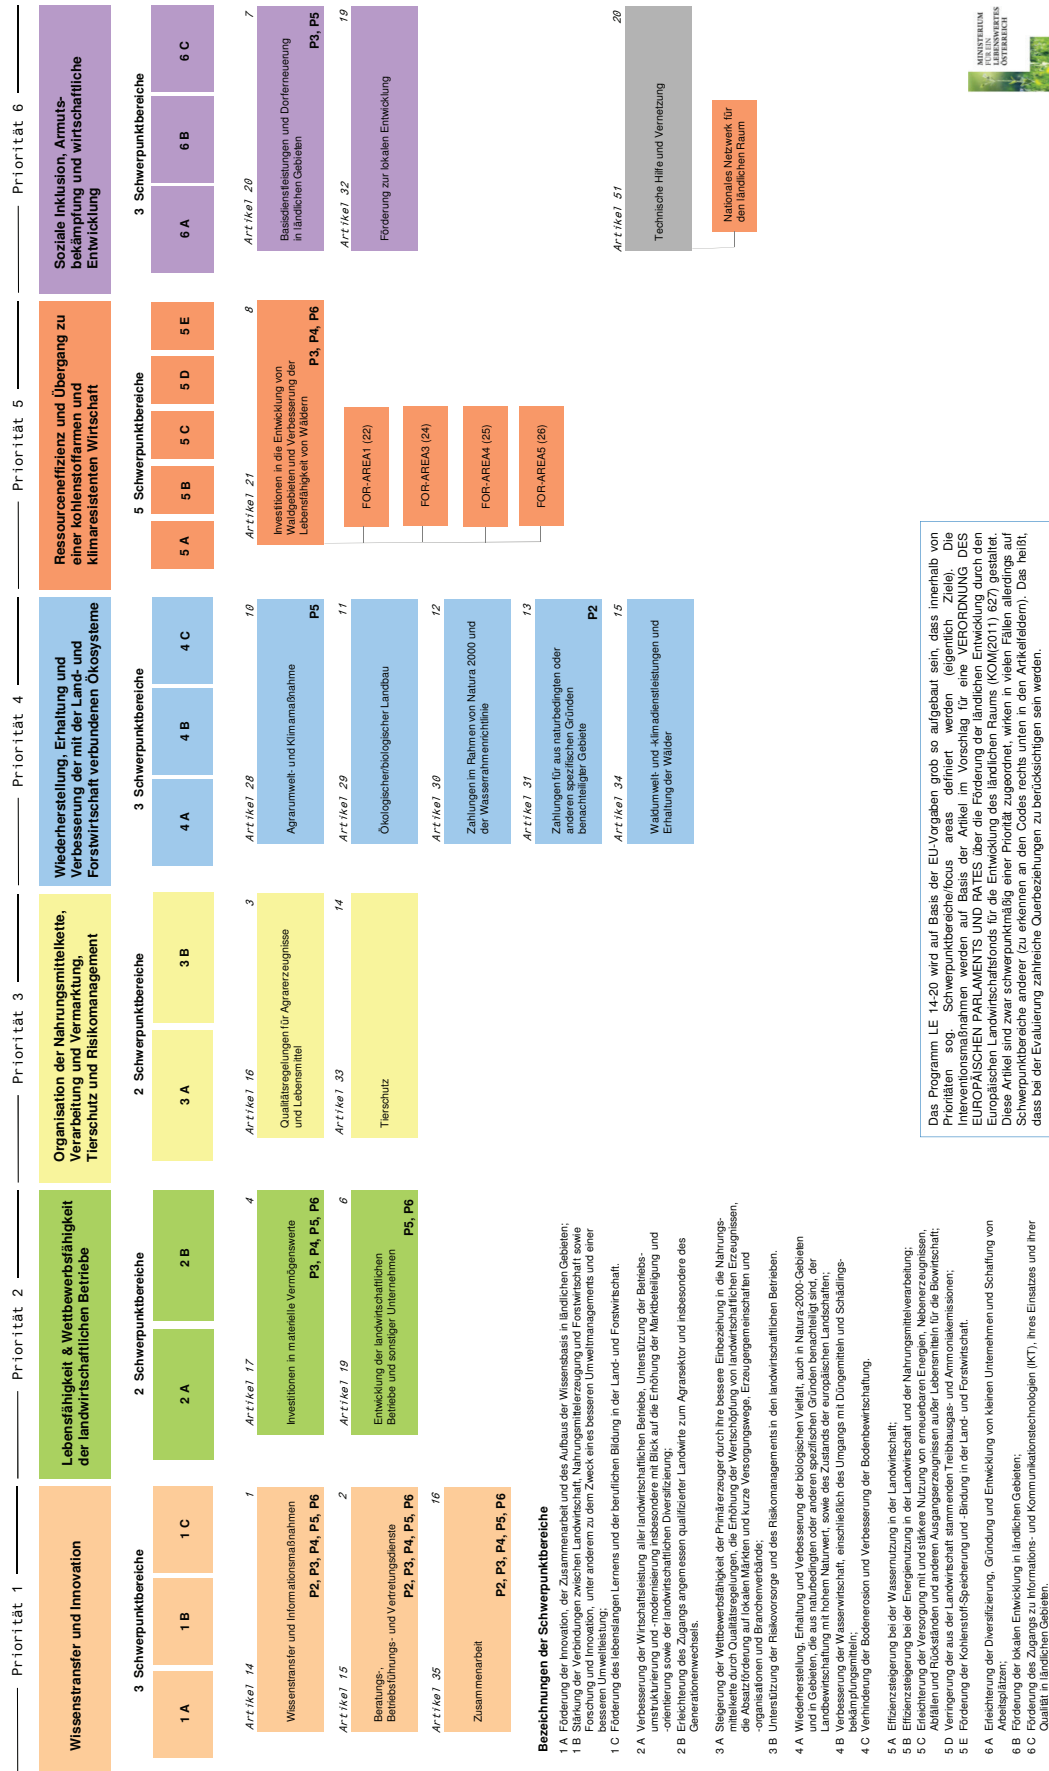 Priorität 1
Wissenstransfer und Innovation
3 Schwerpunktbereiche
1 A
1 B
1 C
Artikel 14
1
Wissenstransfer und Informationsmaßnahmen
P2, P3, P4, P5, P6
Artikel 15
2
Beratungs-,
Betriebsführungs- und Vertretungsdienste
P2, P3, P4, P5, P6
Artikel 35
16
Zusammenarbeit
P2, P3, P4, P5, P6
Priorität 2
Lebensfähigkeit & Wettbewerbsfähigkeit
der landwirtschaftlichen Betriebe
2 Schwerpunktbereiche
2 A
2 B
Artikel 17
4
Investitionen in materielle Vermögenswerte
P3, P4, P5, P6
Artikel 19
6
Entwicklung der landwirtschaftlichen
Betriebe und sonstiger Unternehmen
P5, P6
Priorität 3
Organisation der Nahrungsmittelkette,
Verarbeitung und Vermarktung,
Tierschutz und Risikomanagement
2 Schwerpunktbereiche
3 A
3 B
Artikel 16
3
Qualitätsregelungen für Agrarerzeugnisse
und Lebensmittel
Artikel 33
14
Tierschutz
Priorität 4
Wiederherstellung, Erhaltung und
Verbesserung der mit der Land- und
Forstwirtschaft verbundenen Ökosysteme
3 Schwerpunktbereiche
4 A
4 B
4 C
Artikel 28
10
Agrarumwelt- und Klimamaßnahme
P5
Artikel 29
11
Ökologischer/biologischer Landbau
Artikel 30
12
Zahlungen im Rahmen von Natura 2000 und
der Wasserrahmenrichtlinie
Artikel 31
13
Zahlungen für aus naturbedingten oder
anderen spezifischen Gründen
benachteiligter Gebiete
P2
Artikel 34
15
Waldumwelt- und -klimadienstleistungen und
Erhaltung der Wälder
Priorität 5
Ressourceneffizienz und Übergang zu
einer kohlenstoffarmen und
klimaresistenten Wirtschaft
5 Schwerpunktbereiche
5 A
5 B
5 C
5 D
5 E
Artikel 21
8
Investitionen in die Entwicklung von
Waldgebieten und Verbesserung der
Lebensfähigkeit von Wäldern
P3, P4, P6
FOR-AREA1 (22)
FOR-AREA3 (24)
FOR-AREA4 (25)
FOR-AREA5 (26)
Priorität 6
Soziale Inklusion, Armuts-
bekämpfung und wirtschaftliche
Entwicklung
3 Schwerpunktbereiche
6 A
6 B
6 C
Artikel 20
7
Basisdienstleistungen und Dorferneuerung
in ländlichen Gebieten
P3, P5
Artikel 32
19
Förderung zur lokalen Entwicklung
Artikel 51
20
Technische Hilfe und Vernetzung
Nationales Netzwerk für
den ländlichen Raum
Bezeichnungen der Schwerpunktbereiche
1 A Förderung der Innovation, der Zusammenarbeit und des Aufbaus der Wissensbasis in ländlichen Gebieten;
1 B Stärkung der Verbindungen zwischen Landwirtschaft, Nahrungsmittelerzeugung und Forstwirtschaft sowie
Forschung und Innovation, unter anderem zu dem Zweck eines besseren Umweltmanagements und einer
besseren Umweltleistung;
1 C Förderung des lebenslangen Lernens und der beruflichen Bildung in der Land- und Forstwirtschaft.
2 A Verbesserung der Wirtschaftsleistung aller landwirtschaftlichen Betriebe, Unterstützung der Betriebs-
umstrukturierung und -modernisierung insbesondere mit Blick auf die Erhöhung der Marktbeteiligung und
-orientierung sowie der landwirtschaftlichen Diversifizierung;
2 B Erleichterung des Zugangs angemessen qualifizierter Landwirte zum Agrarsektor und insbesondere des
Generationenwechsels.
3 A Steigerung der Wettbewerbsfähigkeit der Primärerzeuger durch ihre bessere Einbeziehung in die Nahrungs-
mittelkette durch Qualitätsregelungen, die Erhöhung der Wertschöpfung von landwirtschaftlichen Erzeugnissen,
die Absatzförderung auf lokalen Märkten und kurze Versorgungswege, Erzeugergemeinschaften und
-organisationen und Branchenverbände;
3 B Unterstützung der Risikovorsorge und des Risikomanagements in den landwirtschaftlichen Betrieben.
4 A Wiederherstellung, Erhaltung und Verbesserung der biologischen Vielfalt, auch in Natura-2000-Gebieten
und in Gebieten, die aus naturbedingten oder anderen spezifischen Gründen benachteiligt sind, der
Landbewirtschaftung mit hohem Naturwert, sowie des Zustands der europäischen Landschaften;
4 B Verbesserung der Wasserwirtschaft, einschließlich des Umgangs mit Düngemitteln und Schädlings-
bekämpfungsmitteln;
4 C Verhinderung der Bodenerosion und Verbesserung der Bodenbewirtschaftung.
5 A Effizienzsteigerung bei der Wassernutzung in der Landwirtschaft;
5 B Effizienzsteigerung bei der Energienutzung in der Landwirtschaft und der Nahrungsmittelverarbeitung;
5 C Erleichterung der Versorgung mit und stärkere Nutzung von erneuerbaren Energien, Nebenerzeugnissen,
Abfällen und Rückständen und anderen Ausgangserzeugnissen außer Lebensmitteln für die Biowirtschaft;
5 D Verringerung der aus der Landwirtschaft stammenden Treibhausgas- und Ammoniakemissionen;
5 E Förderung der Kohlenstoff-Speicherung und -Bindung in der Land- und Forstwirtschaft.
6 A Erleichterung der Diversifizierung, Gründung und Entwicklung von kleinen Unternehmen und Schaffung von
Arbeitsplätzen;
6 B Förderung der lokalen Entwicklung in ländlichen Gebieten;
6 C Förderung des Zugangs zu Informations- und Kommunikationstechnologien (IKT), ihres Einsatzes und ihrer
Qualität in ländlichen Gebieten.
Das Programm LE 14-20 wird auf Basis der EU-Vorgaben grob so aufgebaut sein, dass innerhalb von
Prioritäten sog. Schwerpunktbereiche/focus areas definiert werden (eigentlich Ziele). Die
Interventionsmaßnahmen werden auf Basis der Artikel im Vorschlag für eine VERORDNUNG DES
EUROPÄISCHEN PARLAMENTS UND RATES über die Förderung der ländlichen Entwicklung durch den
Europäischen Landwirtschaftsfonds für die Entwicklung des ländlichen Raums (KOM(2011) 627) gestaltet.
Diese Artikel sind zwar schwerpunktmäßig einer Priorität zugeordnet, wirken in vielen Fällen allerdings auf
Schwerpunktbereiche anderer (zu erkennen an den Codes rechts unten in den Artikelfeldern). Das heißt,
dass bei der Evaluierung zahlreiche Querbeziehungen zu berücksichtigen sein werden.
MINISTERIUM
FÜR EIN
LEBENSWERTES
ÖSTERREICH